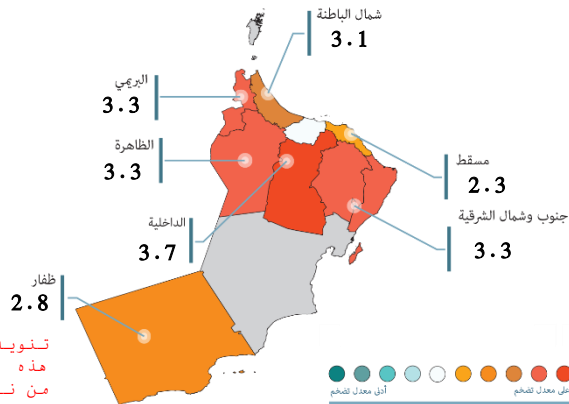 شمال الباطنة
3.1
البريمي
3.3
الظاهرة
3.3
مسقط
2.3
جنوب وشمال الشرقية
3.3
الداخلية
3.7
ظفار
2.8
هذه
من
أدنى معدل تضخم
معدل تضخم